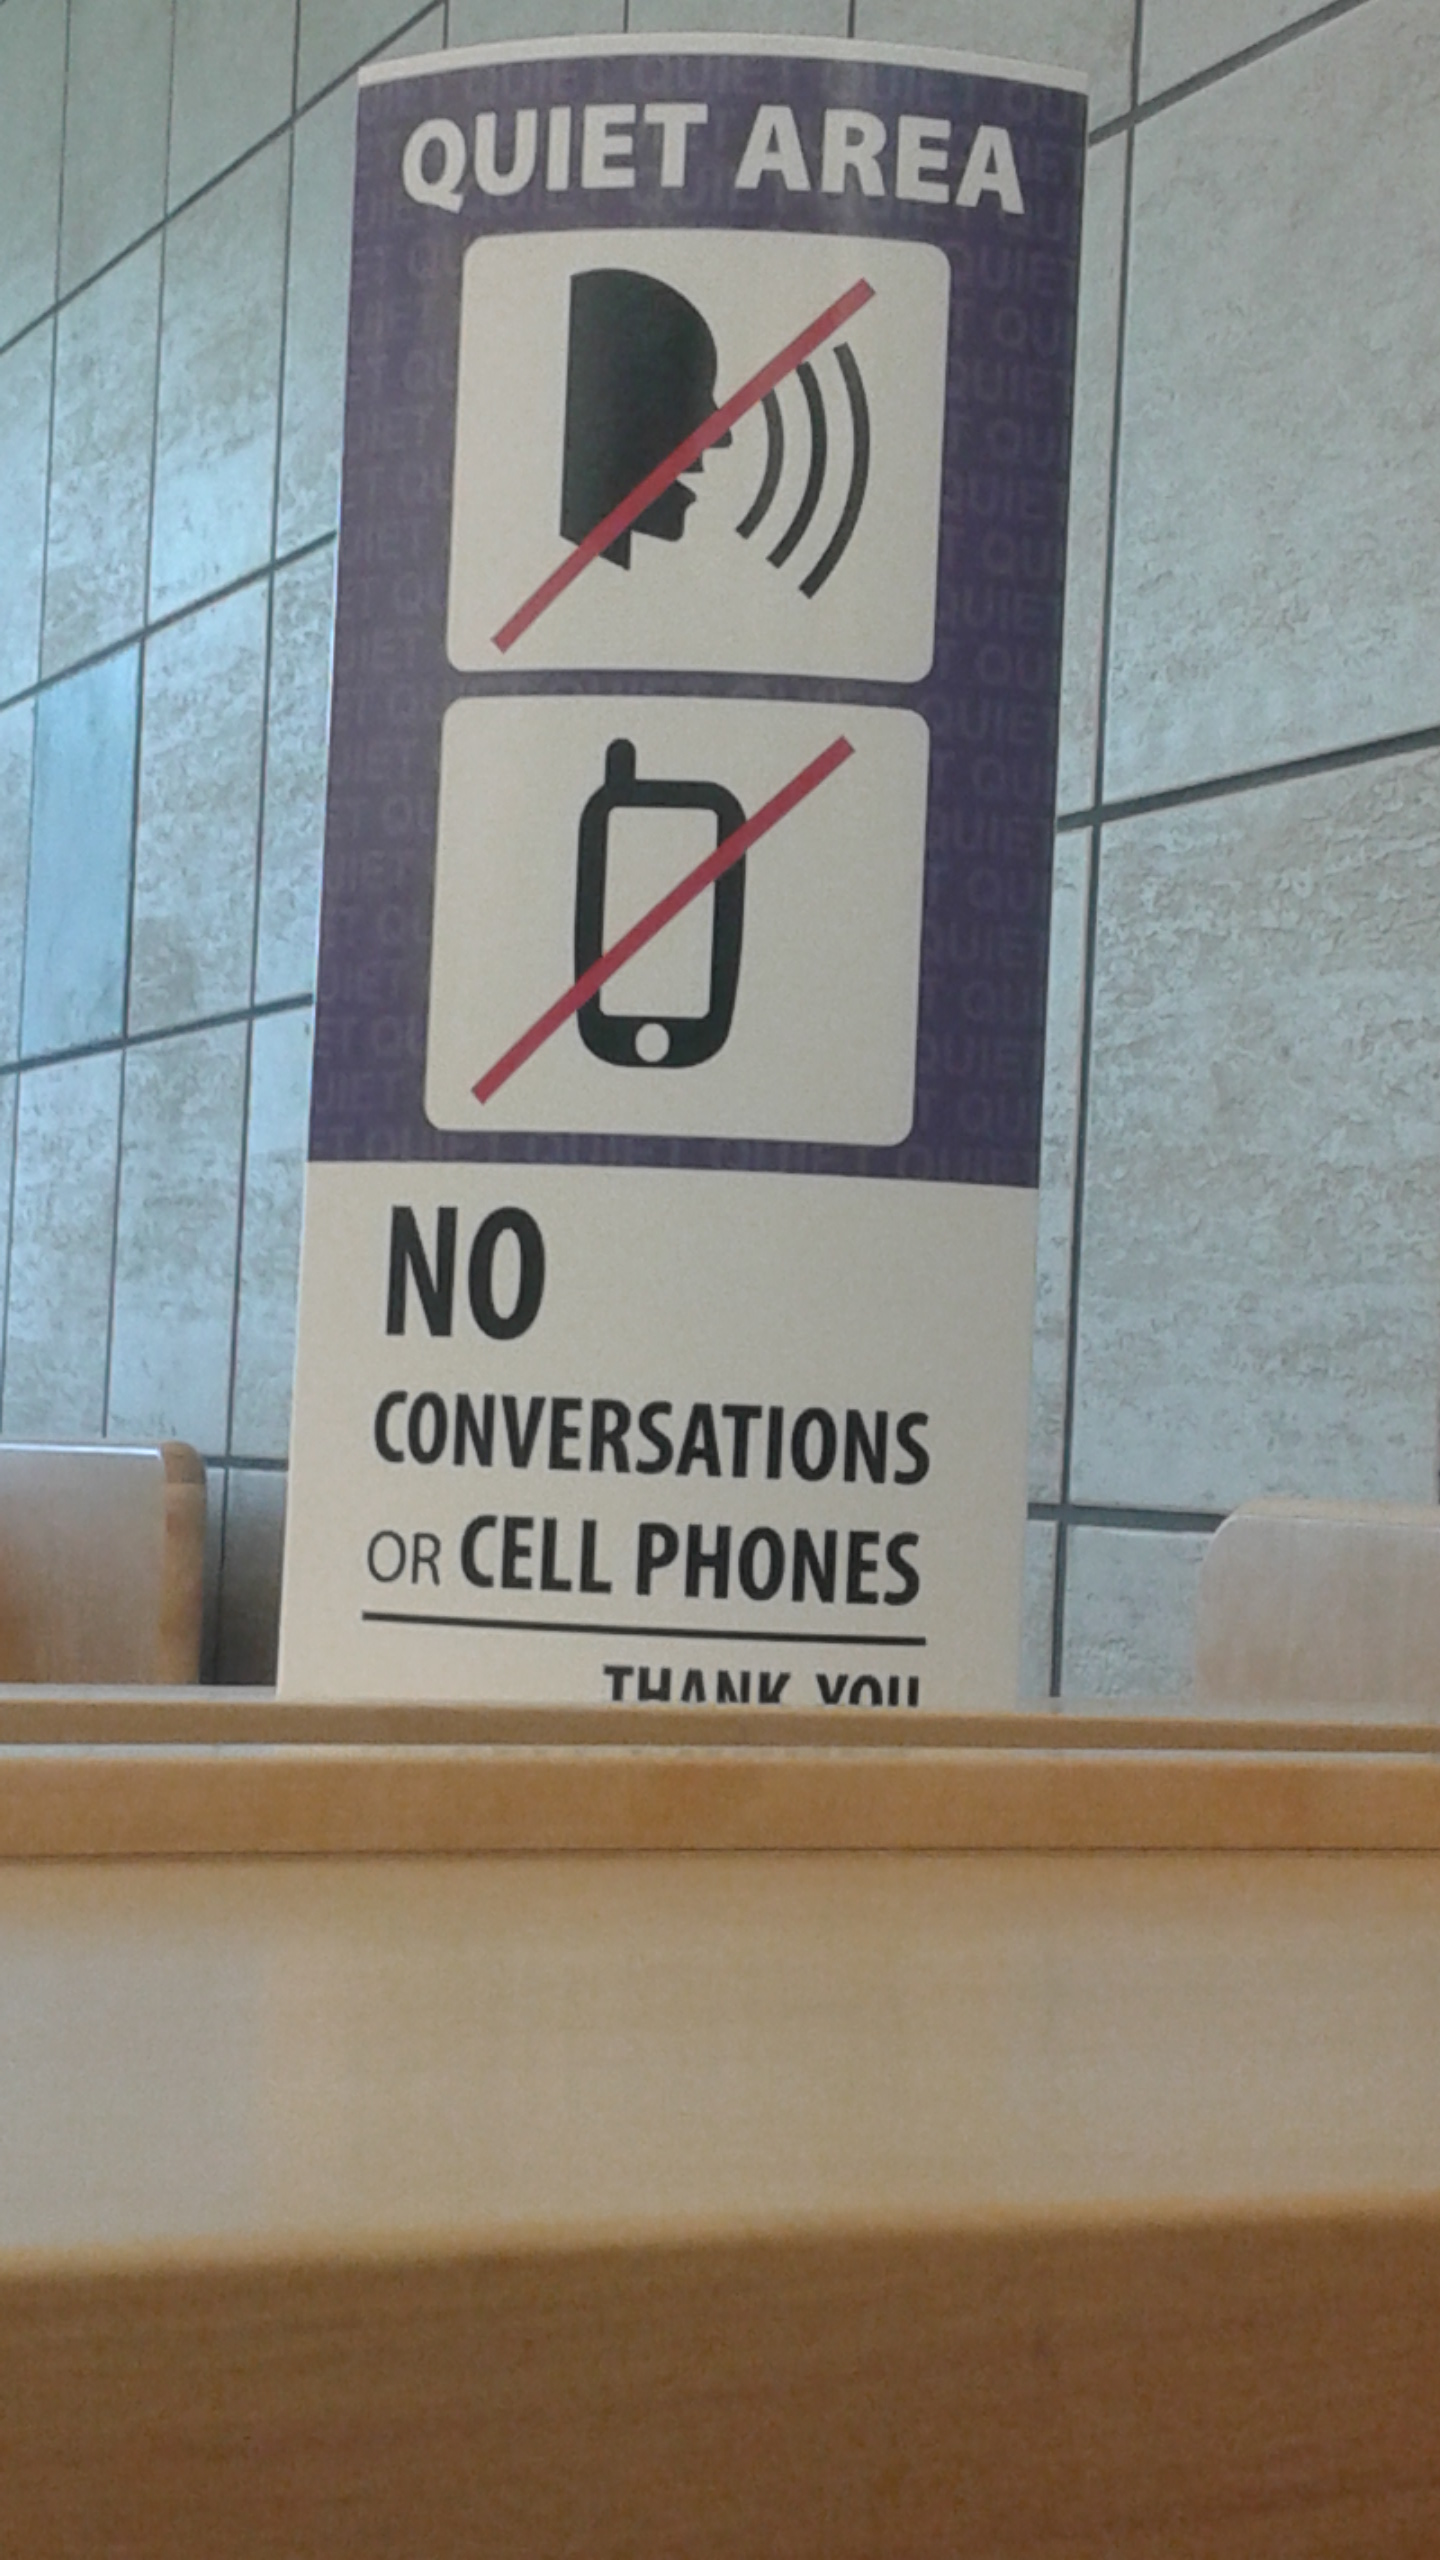 QUIET AREA
NO
CONVERSATIONS
OR CELL PHONES
THANK YOU